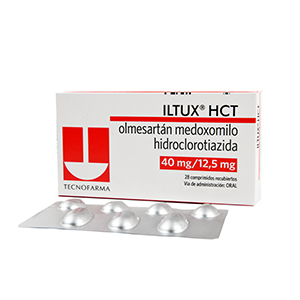 ILTUX® HCT
olmesartán medoxomilo
hidroclorotiazida
40 mg/12,5 mg
28 comprimidos recubiertos
Vía de administración: ORAL
TECNOFARMA